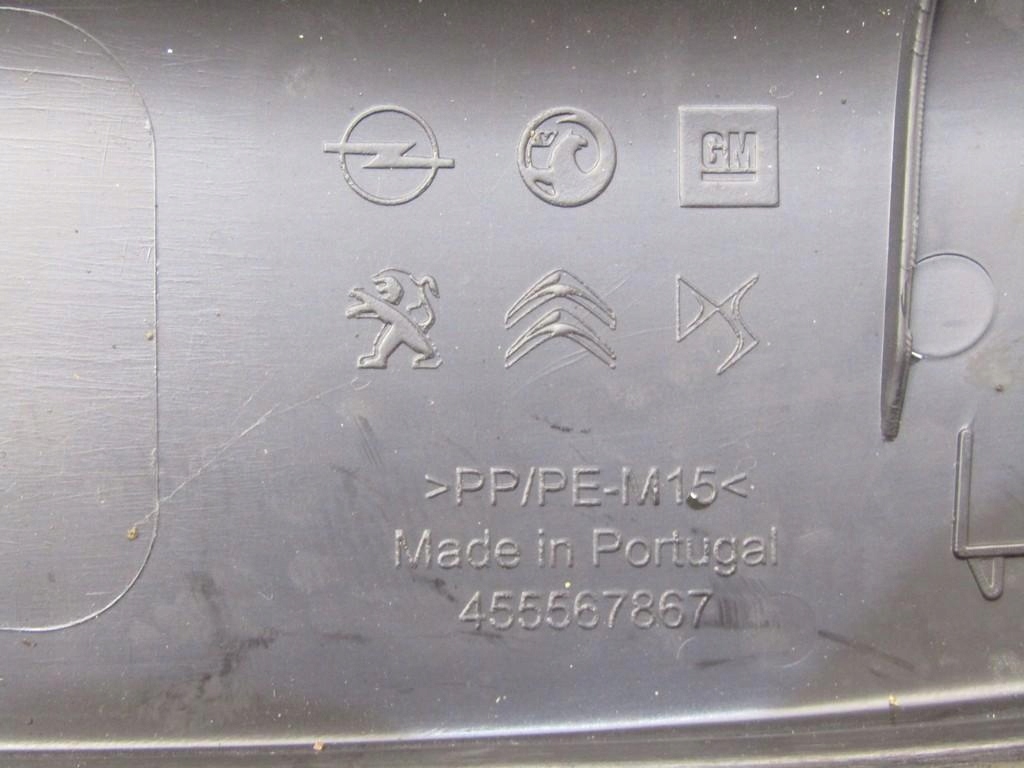 GM
>PP/PE-M15<
Made in Portugal
455567867